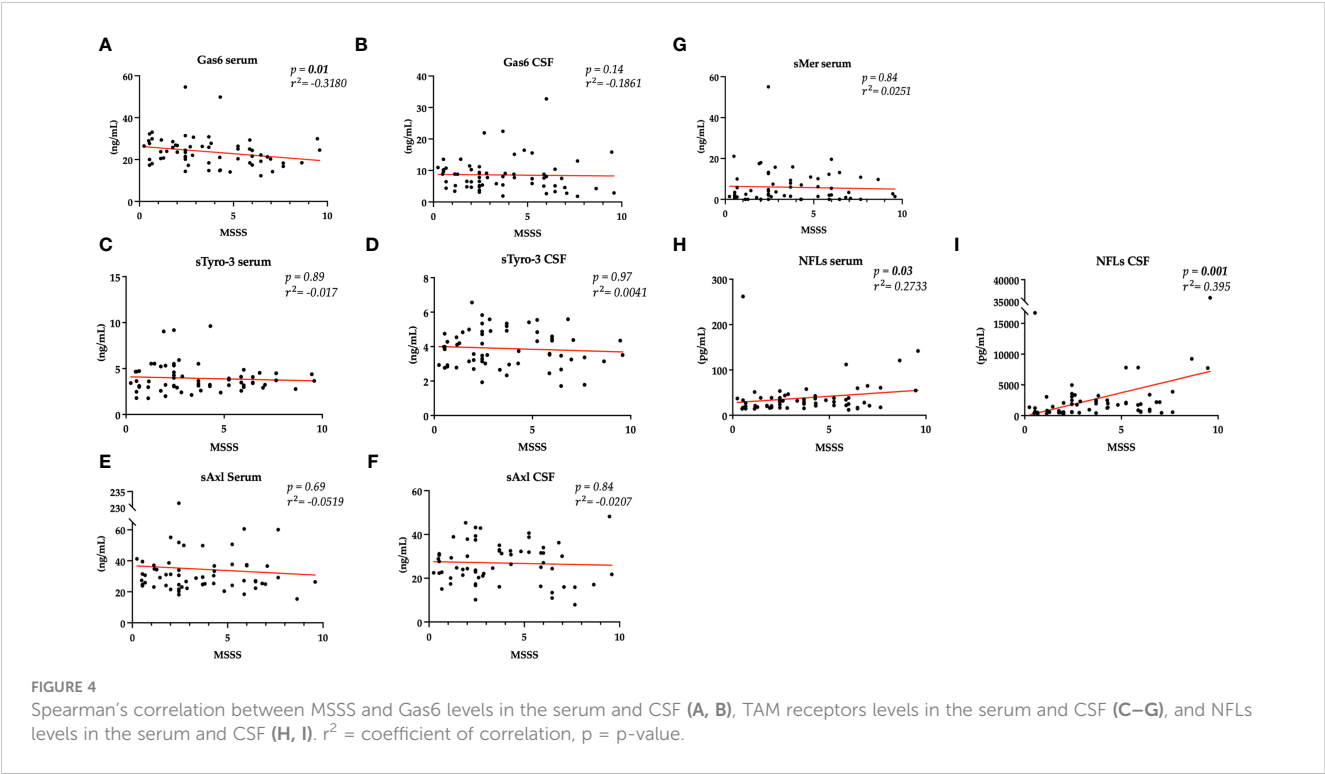 A
Gas6 serum
p = 0.01
r²= -0.3180
60
40
20
0
(ng/mL)
0 5 10
MSSS
B
Gas6 CSF
p = 0.14
r²= -0.1861
40
30
20
10
0
(ng/mL)
0 5 10
MSSS
G
sMer serum
p = 0.84
r²= 0.0251
60
40
20
0
(ng/mL)
0 5 10
MSSS
C
sTyro-3 serum
p = 0.89
r²= -0.017
15
10
5
0
(ng/mL)
0 5 10
MSSS
D
sTyro-3 CSF
p = 0.97
r²= 0.0041
8
6
4
2
0
(ng/mL)
0 5 10
MSSS
H
NFLs serum
p = 0.03
r²= 0.2733
300
200
100
0
(pg/mL)
0 5 10
MSSS
I
NFLs CSF
p = 0.001
r²= 0.395
40000
35000
15000
10000
5000
0
(pg/mL)
0 5 10
MSSS
E
sAxl Serum
p = 0.69
r²= -0.0519
235
230
60
40
20
0
(ng/mL)
0 5 10
MSSS
F
sAxl CSF
p = 0.84
r²= -0.0207
60
40
20
0
(ng/mL)
0 5 10
MSSS
FIGURE 4
Spearman's correlation between MSSS and Gas6 levels in the serum and CSF (A, B), TAM receptors levels in the serum and CSF (C–G), and NFLs
levels in the serum and CSF (H, I). r² = coefficient of correlation, p = p-value.